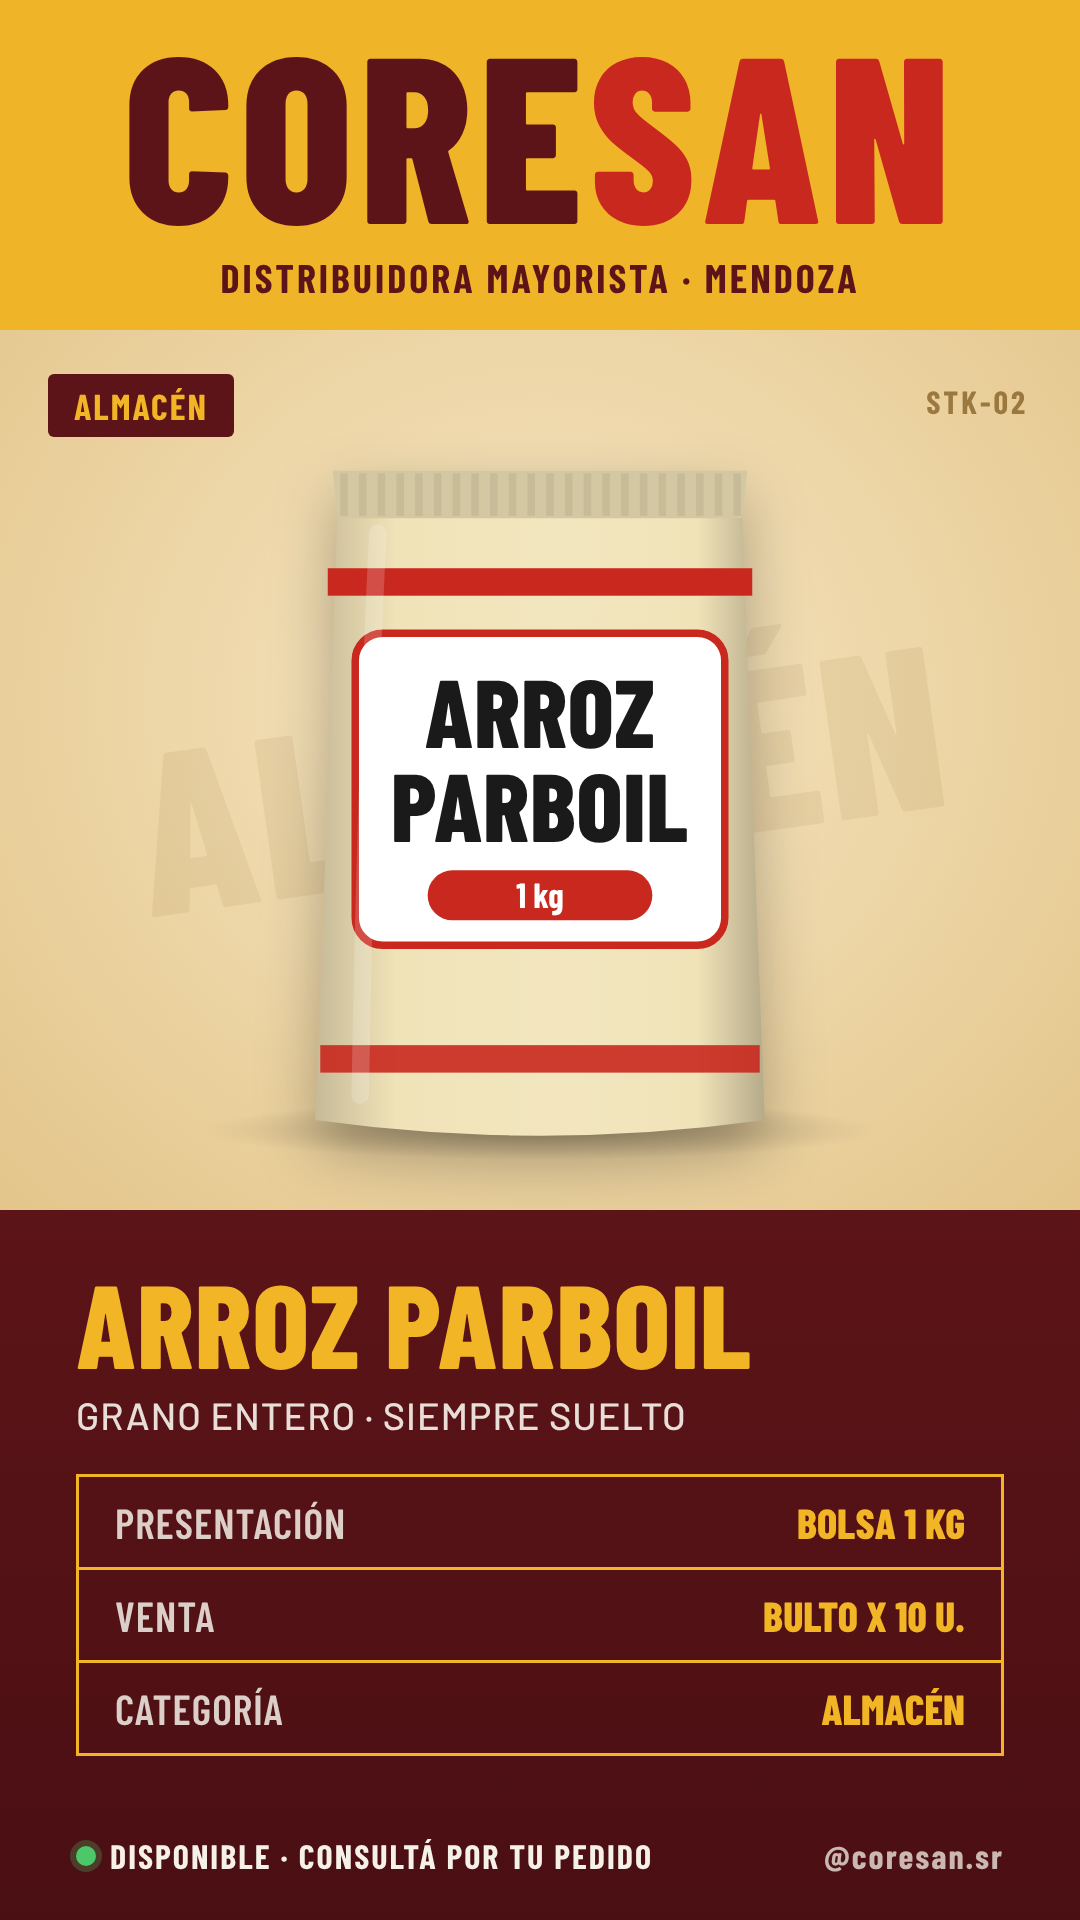 CORESAN
DISTRIBUIDORA MAYORISTA · MENDOZA
ALMACÉN
STK-02
ARROZ
PARBOIL
1 kg
ARROZ PARBOIL
GRANO ENTERO · SIEMPRE SUELTO
PRESENTACIÓN BOLSA 1 KG
VENTA BULTO X 10 U.
CATEGORÍA ALMACÉN
DISPONIBLE · CONSULTÁ POR TU PEDIDO
@coresan.sr